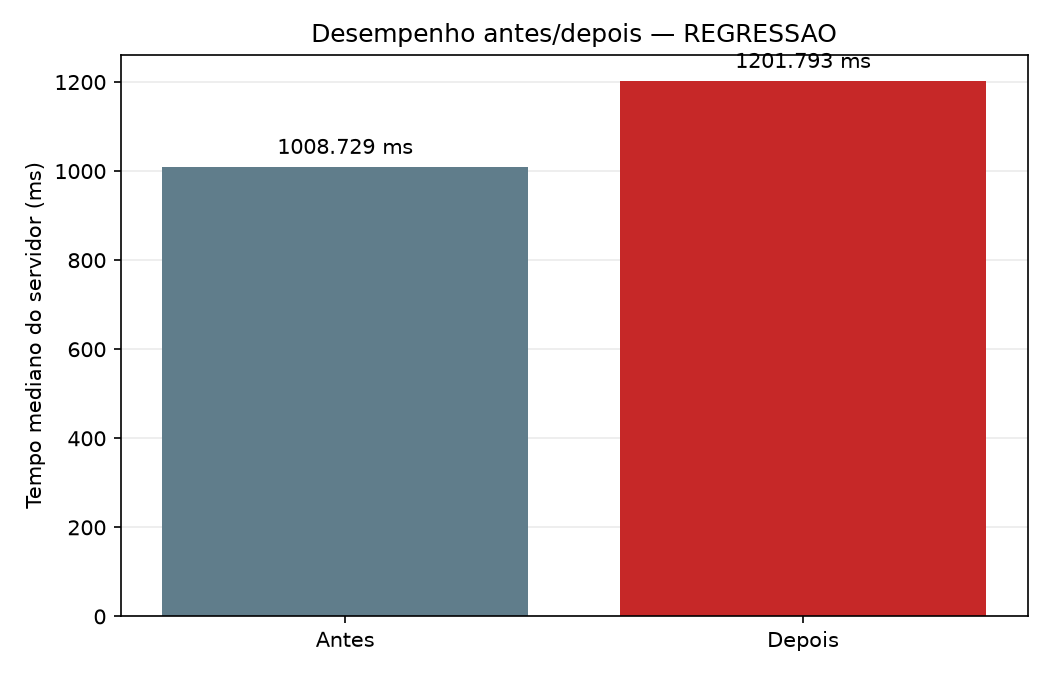 Desempenho antes/depois — REGRESSAO
1201.793 ms
1008.729 ms
Tempo mediano do servidor (ms)
1200
1000
800
600
400
200
0
Antes
Depois